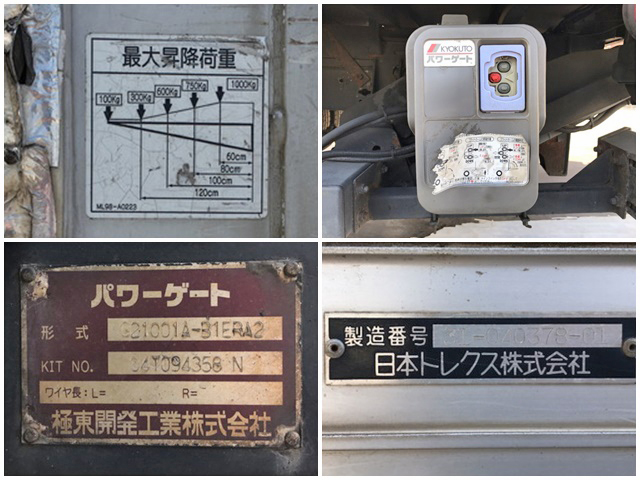 最大昇降荷重
100Kg
300Kg
600Kg
750Kg
1000Kg
60cm
80cm
100cm
120cm
ML98-A0223
KYOKUTO
パワーゲート
パワーゲート
形 式
KIT NO. 36T094358 N
ワイヤ長:L= R=
極東開発工業株式会社
製造番号
日本トレクス株式会社